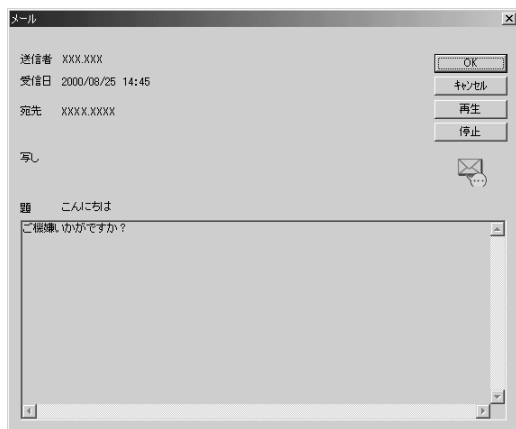 メール
送信者 XXX.XXX
OK
受信日 2000/08/25 14:45
キャンセル
宛先 XXXX.XXXX
再生
停止
写し
題 こんにちは
ご機嫌いかがですか？